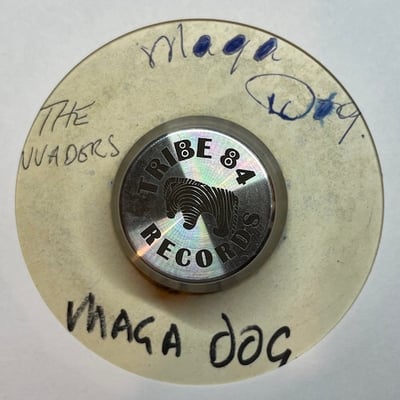 Maga
Dog.
THE
INVADERS
TRIBE 84
RECORDS
MAGA DOG